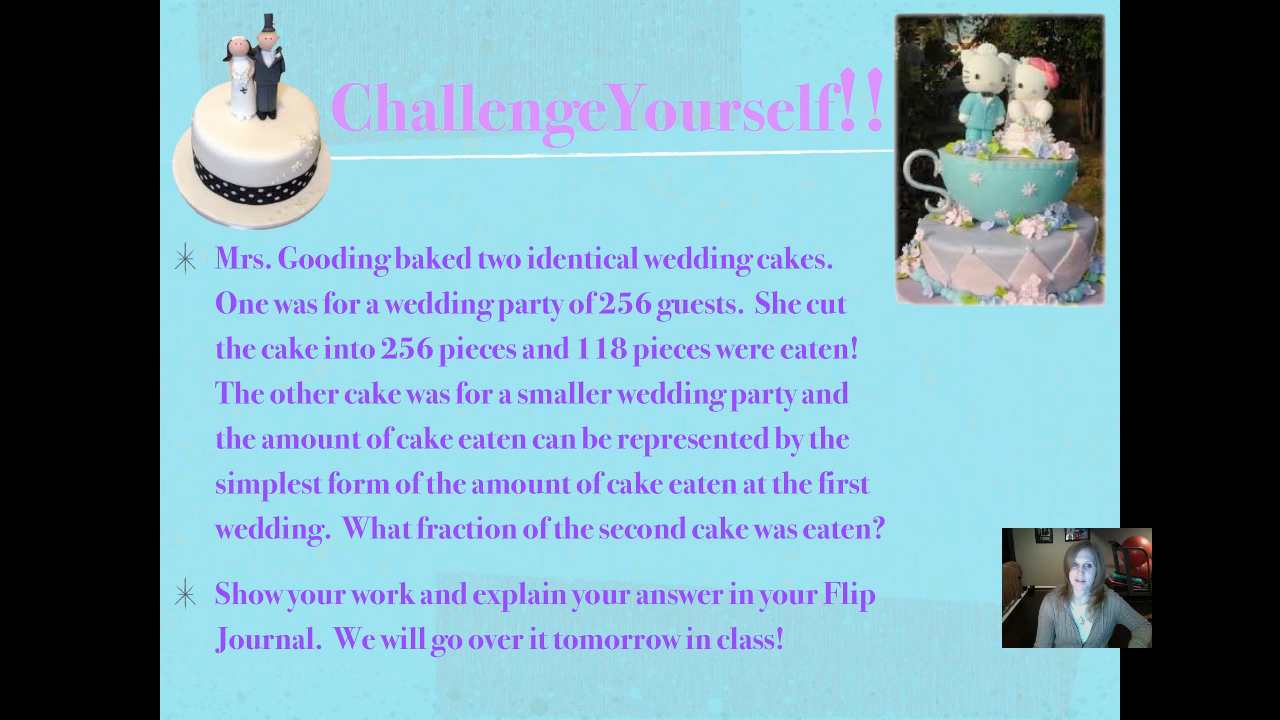 ChallengeYourself!!
Mrs. Gooding baked two identical wedding cakes.
One was for a wedding party of 256 guests. She cut
the cake into 256 pieces and 118 pieces were eaten!
The other cake was for a smaller wedding party and
the amount of cake eaten can be represented by the
simplest form of the amount of cake eaten at the first
wedding. What fraction of the second cake was eaten?
Show your work and explain your answer in your Flip
Journal. We will go over it tomorrow in class!